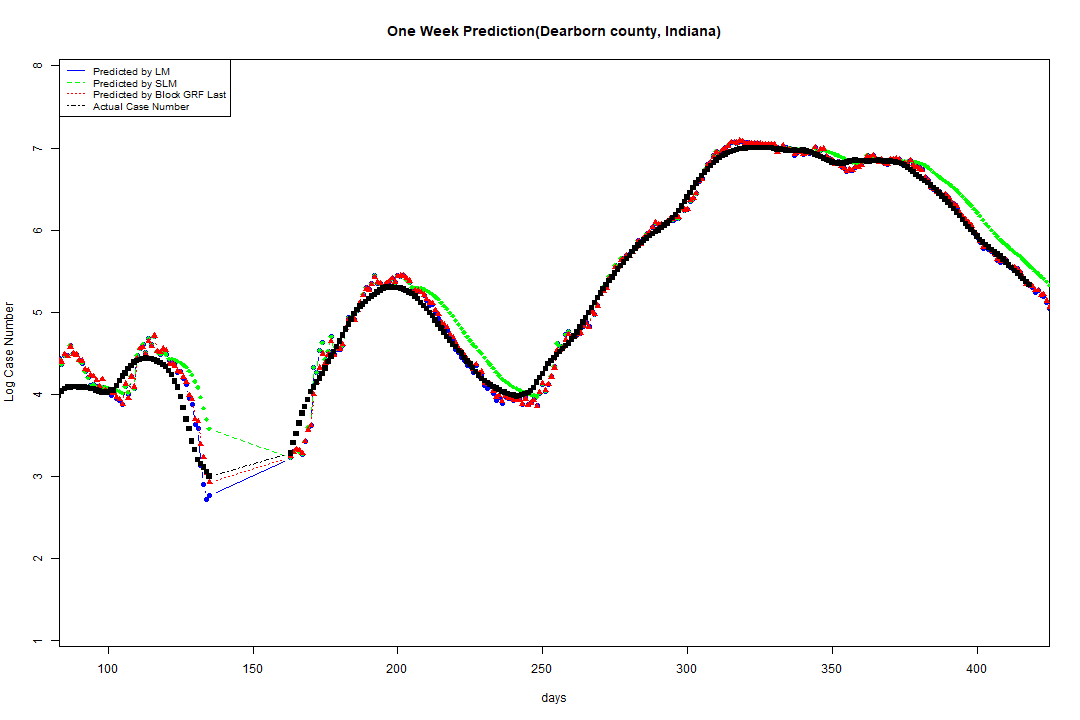 One Week Prediction(Dearborn county, Indiana)
Predicted by LM
Predicted by SLM
Predicted by Block GRF Last
Actual Case Number
8
7
6
5
4
3
2
1
Log Case Number
100 150 200 250 300 350 400
days